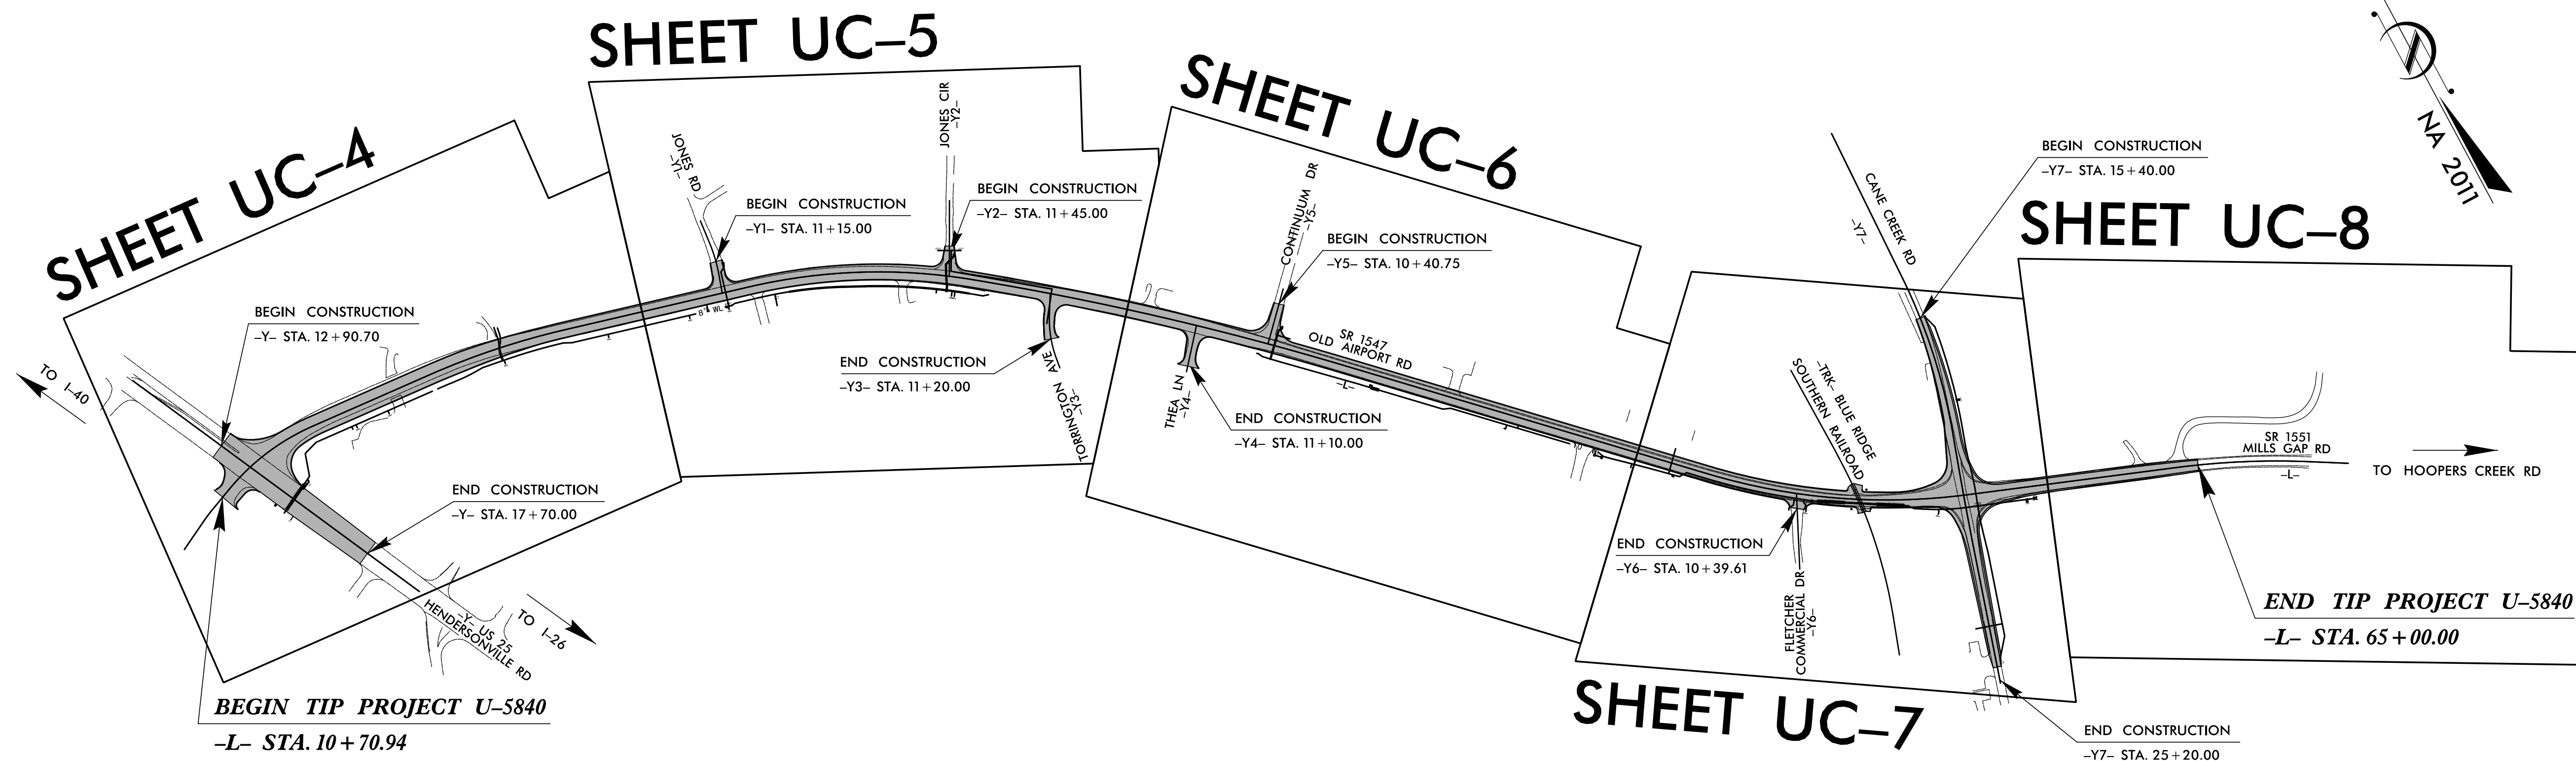 SHEET UC–4
SHEET UC–5
SHEET UC–6
SHEET UC–7
SHEET UC–8
NA 2011
TO I–40
BEGIN CONSTRUCTION
–Y– STA. 12+90.70
END CONSTRUCTION
–Y– STA. 17+70.00
–Y– US 25
HENDERSONVILLE RD
TO I–26
BEGIN TIP PROJECT U–5840
–L– STA. 10+70.94
JONES RD
–Y1–
BEGIN CONSTRUCTION
–Y1– STA. 11+15.00
8" WL
JONES CIR
–Y2–
BEGIN CONSTRUCTION
–Y2– STA. 11+45.00
END CONSTRUCTION
–Y3– STA. 11+20.00
TORRINGTON AVE
–Y3–
THEA LN
–Y4–
END CONSTRUCTION
–Y4– STA. 11+10.00
CONTINUUM DR
–Y5–
BEGIN CONSTRUCTION
–Y5– STA. 10+40.75
SR 1547
OLD AIRPORT RD
–L–
END CONSTRUCTION
–Y6– STA. 10+39.61
FLETCHER
COMMERCIAL DR
–Y6–
–TRK– BLUE RIDGE
SOUTHERN RAILROAD
CANE CREEK RD
–Y7–
BEGIN CONSTRUCTION
–Y7– STA. 15+40.00
END CONSTRUCTION
–Y7– STA. 25+20.00
SR 1551
MILLS GAP RD
–L–
TO HOOPERS CREEK RD
END TIP PROJECT U–5840
–L– STA. 65+00.00